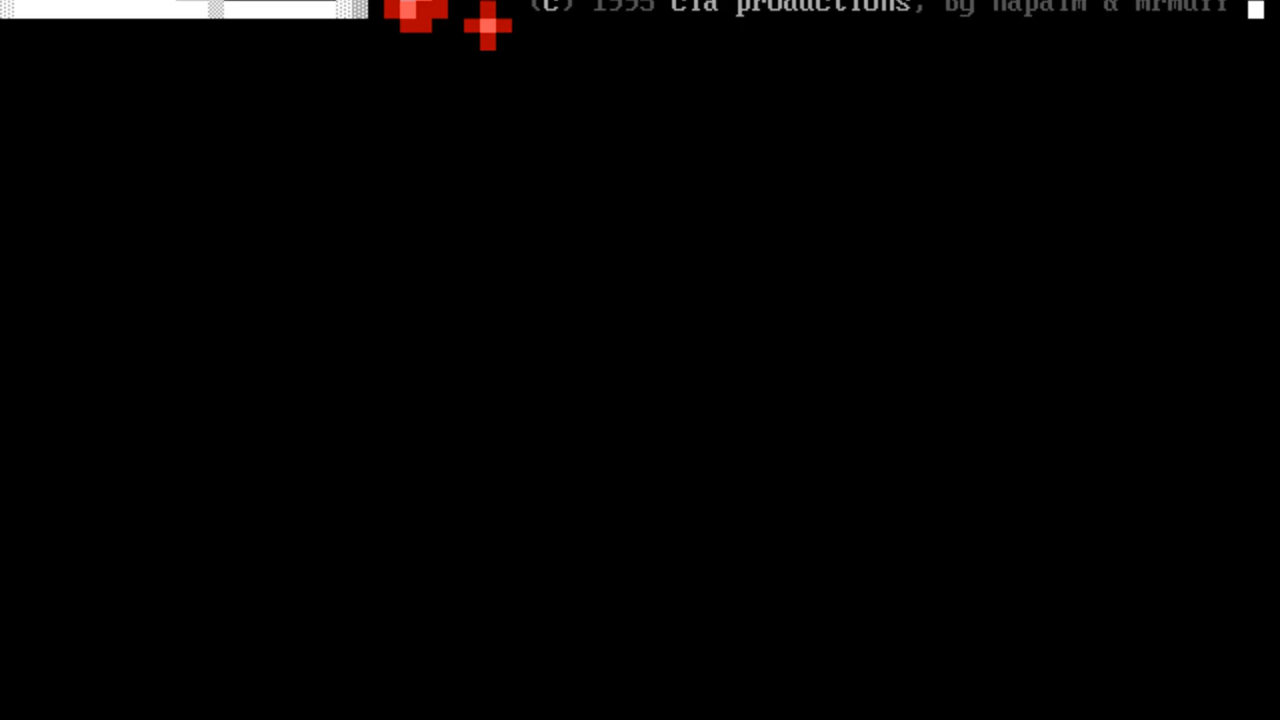 (c) 1995 cia productions, by napalm & mrmuff